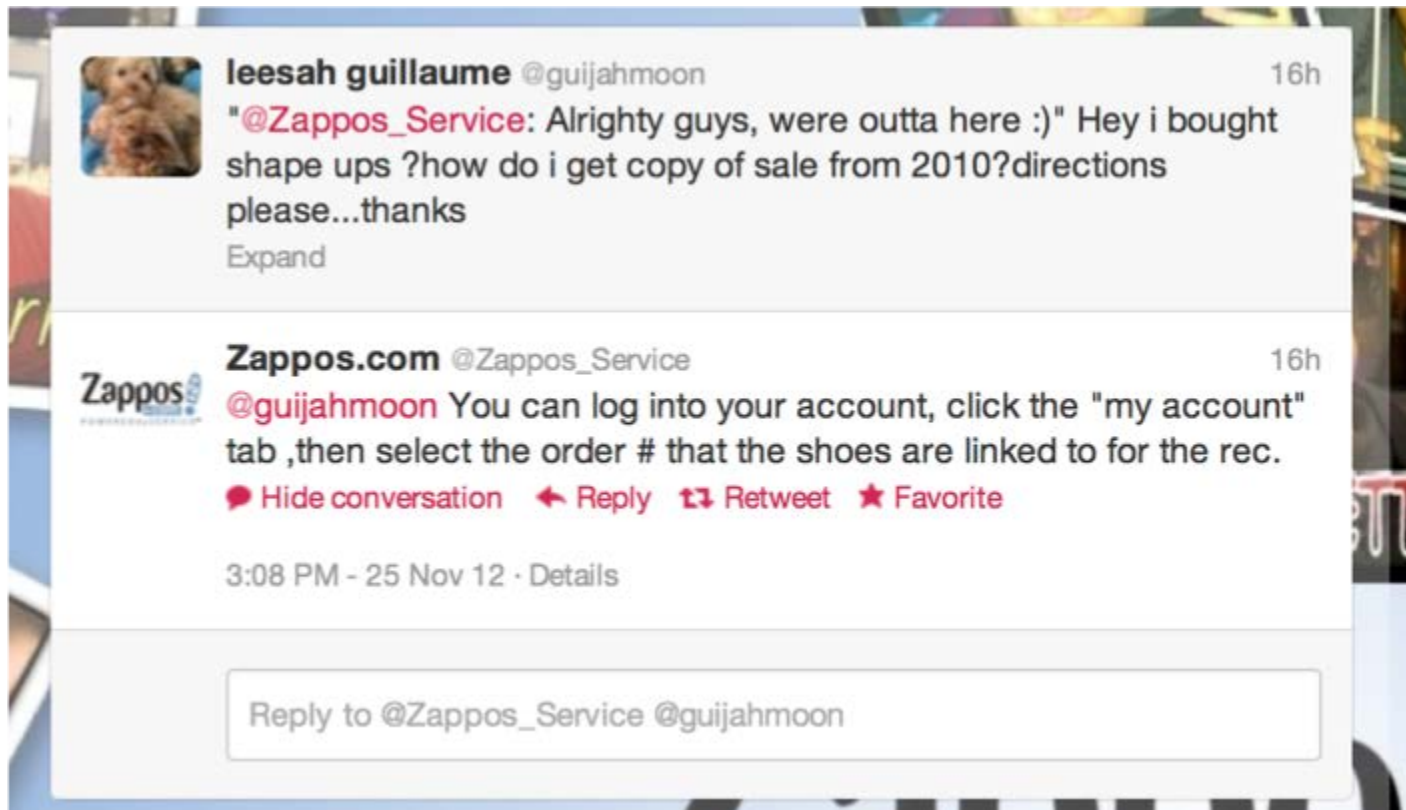 leesah guillaume @guijahmoon 16h
"@Zappos_Service: Alrighty guys, were outta here :)" Hey i bought
shape ups ?how do i get copy of sale from 2010?directions
please...thanks
Expand
Zappos.com @Zappos_Service 16h
Zappos
@guijahmoon You can log into your account, click the "my account"
tab ,then select the order # that the shoes are linked to for the rec.
Hide conversation Reply Retweet Favorite
3:08 PM - 25 Nov 12 · Details
Reply to @Zappos_Service @guijahmoon